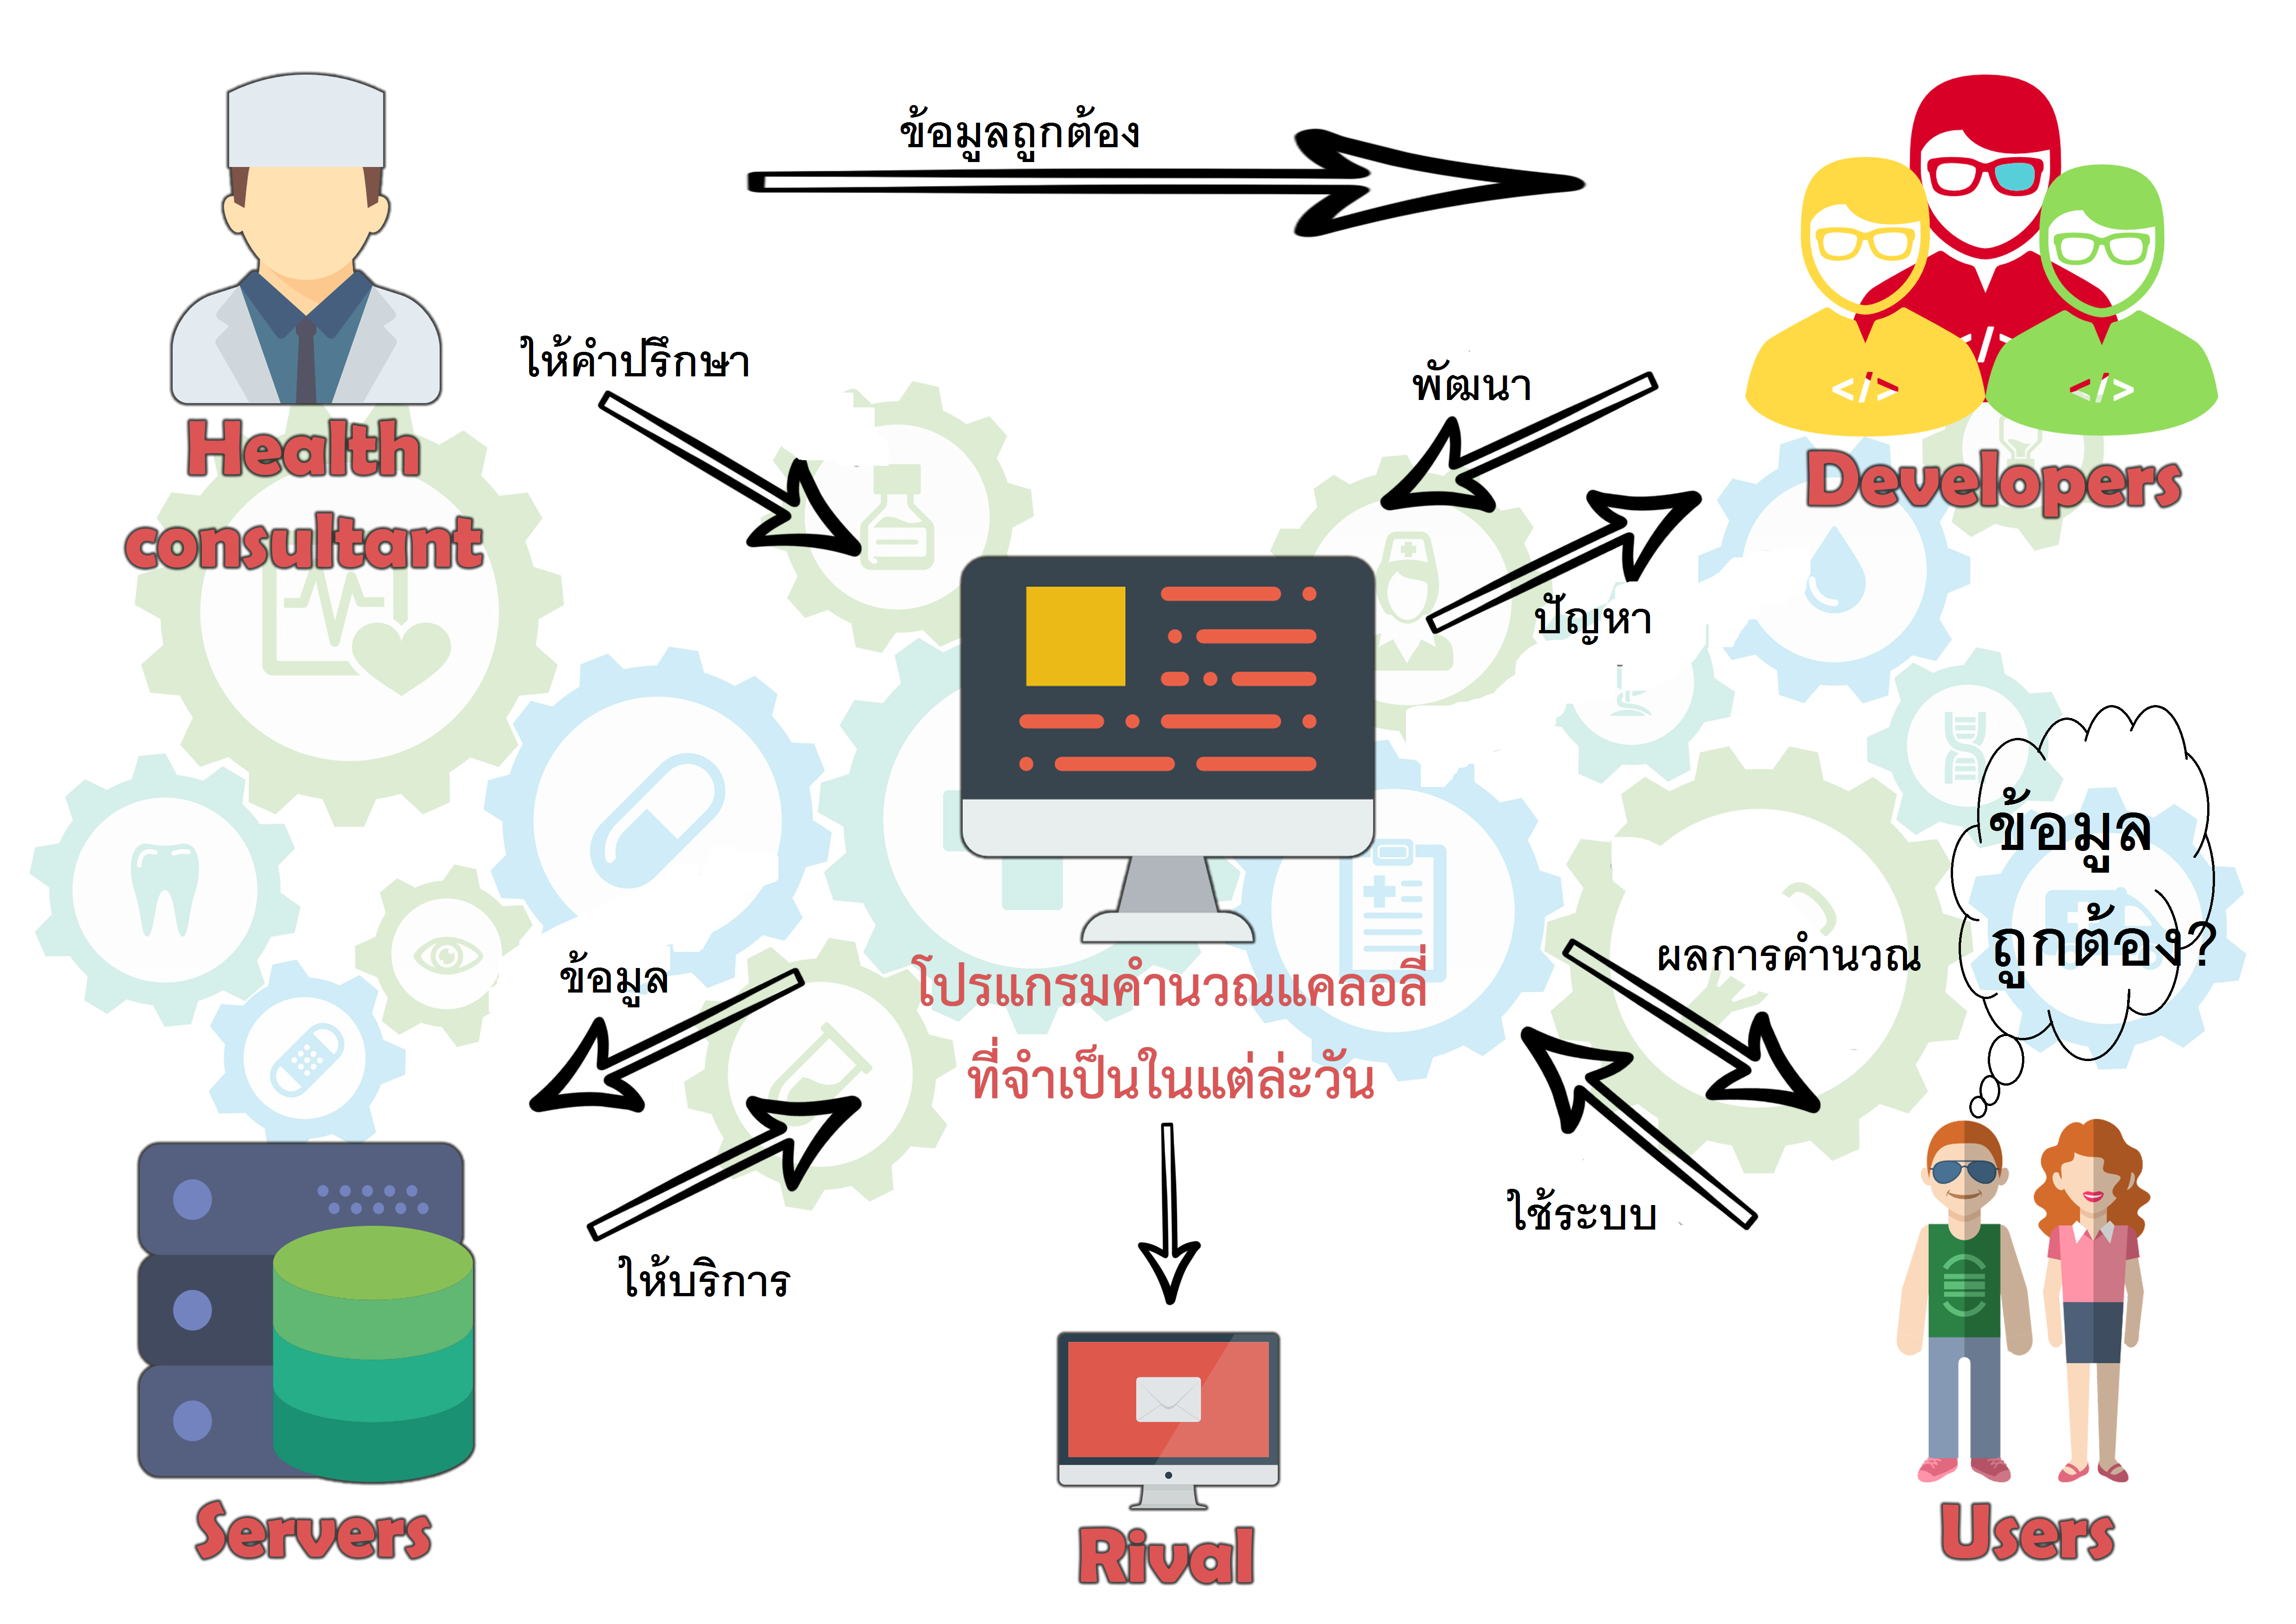 ข้อมูลถูกต้อง
ให้คำปรึกษา
พัฒนา
Health
consultant
Developers
</>
</>
</>
ปัญหา
ข้อมูล
ถูกต้อง?
ข้อมูล
โปรแกรมคำนวณแคลอลี่
ที่จำเป็นในแต่ล่ะวัน
ผลการคำนวณ
ใช้ระบบ
ให้บริการ
Servers
Rival
Users